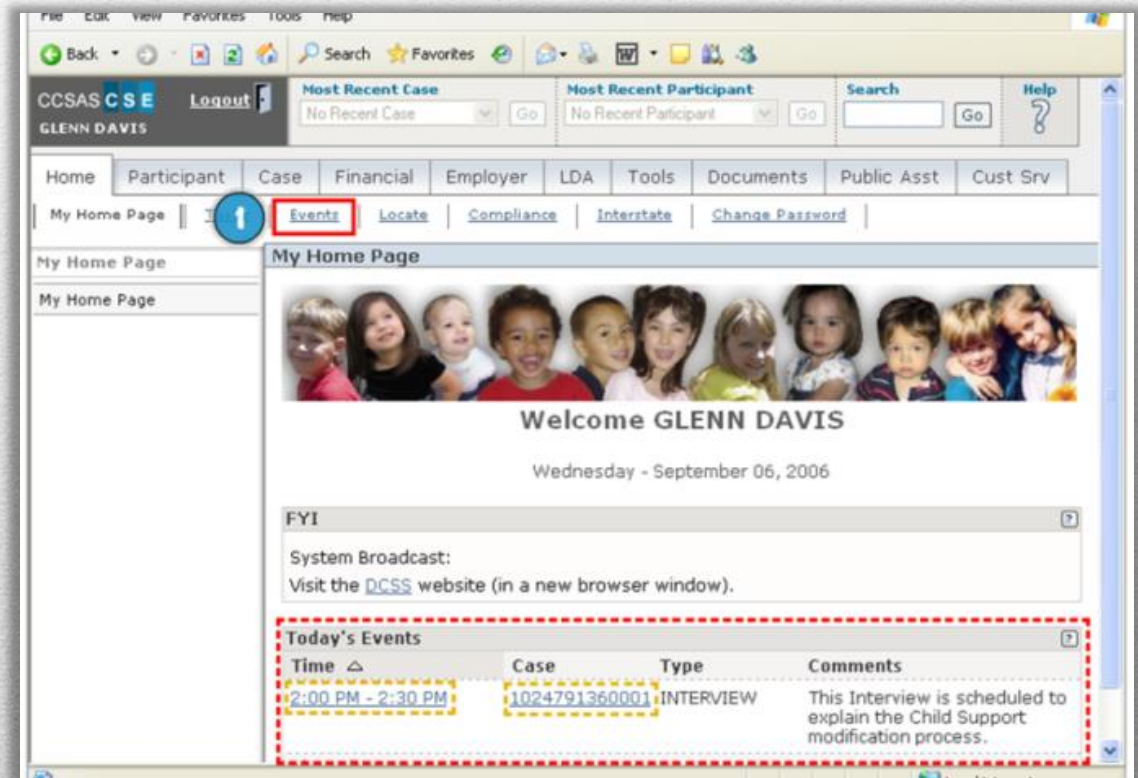 File Edit View Favorites Tools Help
Back Search Favorites
CCSAS CSE Logout Most Recent Case Most Recent Participant Search Help
GLENN DAVIS No Recent Case Go No Recent Participant Go Go
Home Participant Case Financial Employer LDA Tools Documents Public Asst Cust Srv
My Home Page 1 Events Locate Compliance Interstate Change Password
My Home Page My Home Page
My Home Page
Welcome GLENN DAVIS
Wednesday - September 06, 2006
FYI
System Broadcast:
Visit the DCSS website (in a new browser window).
Today's Events
Time Case Type Comments
2:00 PM - 2:30 PM 1024791360001 INTERVIEW This Interview is scheduled to
explain the Child Support
modification process.